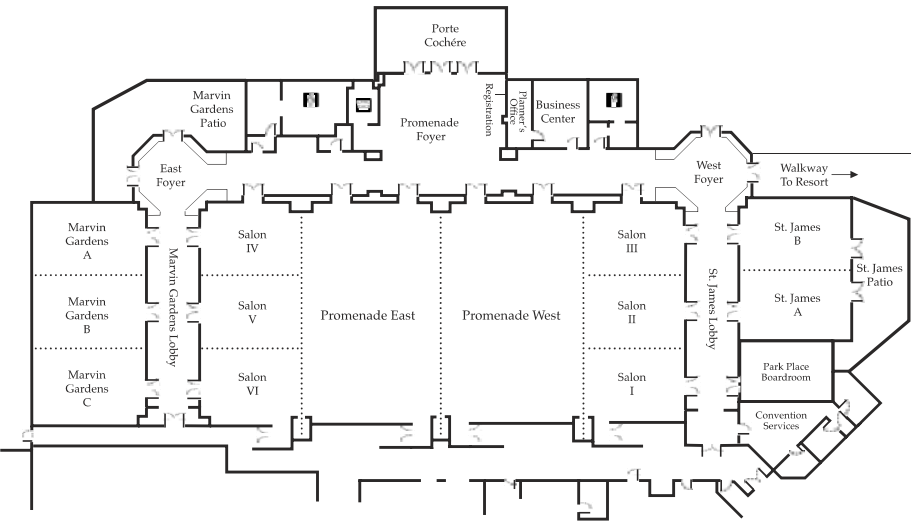 Porte
Cochére
Marvin
Gardens
Patio
Promenade
Foyer
Registration
Planner's
Office
Business
Center
East
Foyer
West
Foyer
Walkway
To Resort
Marvin
Gardens
A
Marvin
Gardens
B
Marvin
Gardens
C
Marvin Gardens Lobby
Salon
IV
Salon
V
Salon
VI
Promenade East
Promenade West
Salon
III
Salon
II
Salon
I
St. James Lobby
St. James
B
St. James
A
St. James
Patio
Park Place
Boardroom
Convention
Services